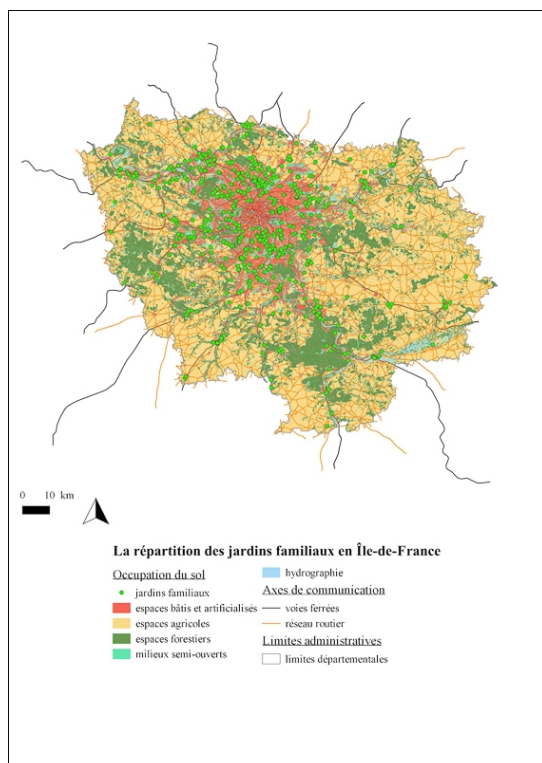 0 10 km
La répartition des jardins familiaux en Île-de-France
Occupation du sol
jardins familiaux
espaces bâtis et artificialisés
espaces agricoles
espaces forestiers
milieux semi-ouverts
hydrographie
Axes de communication
voies ferrées
réseau routier
Limites administratives
limites départementales